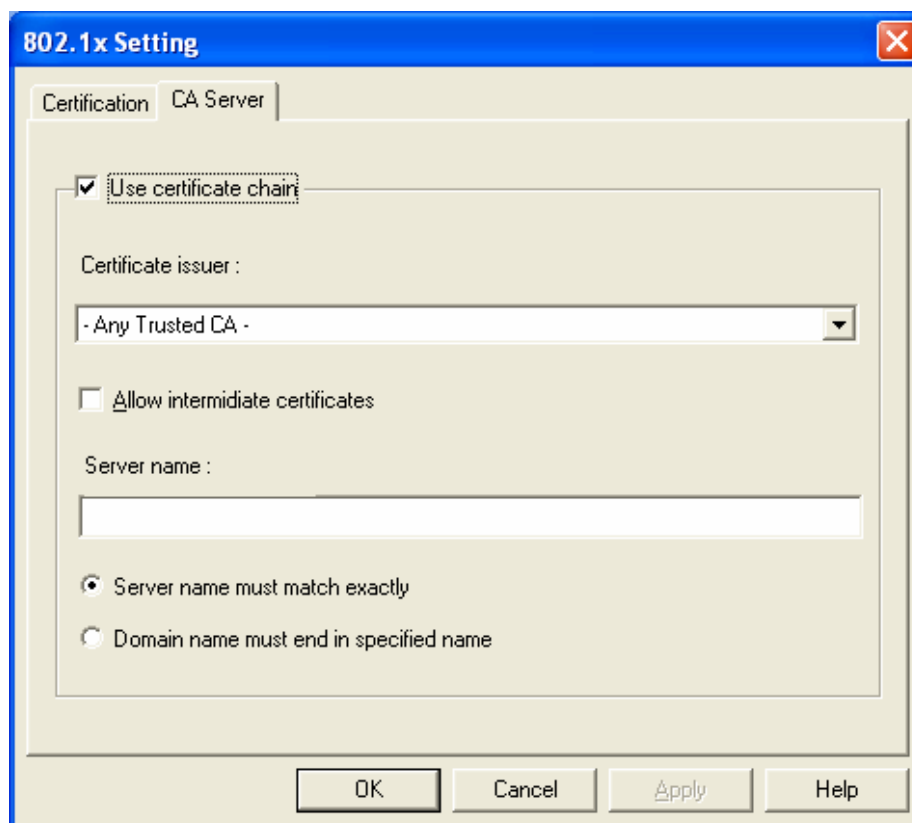 802.1x Setting
Certification
CA Server
Use certificate chain
Certificate issuer :
- Any Trusted CA -
Allow intermidiate certificates
Server name :
Server name must match exactly
Domain name must end in specified name
OK
Cancel
Apply
Help